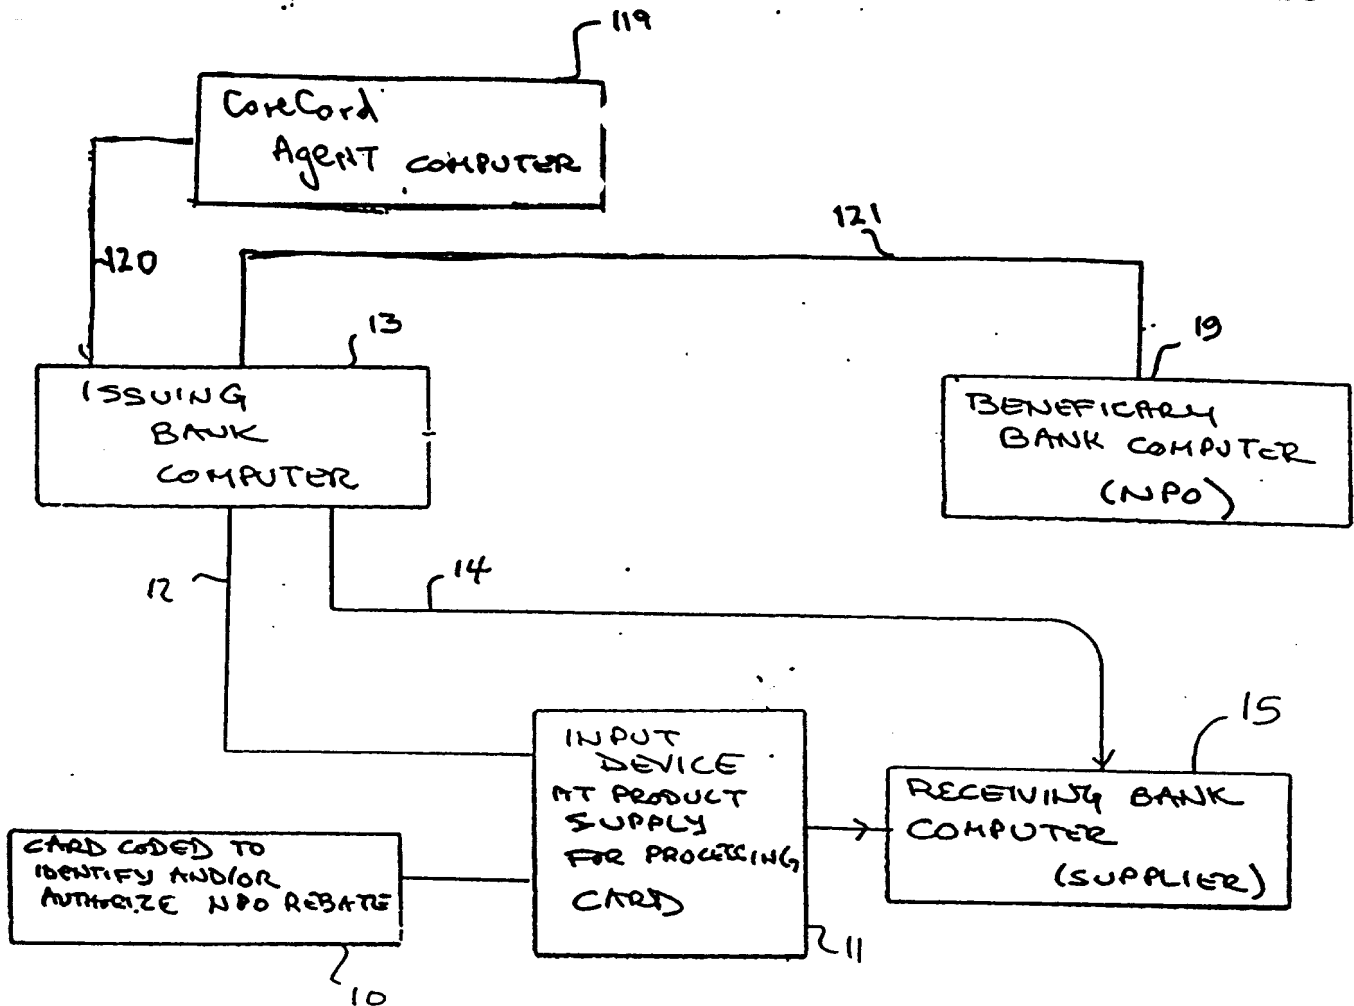 119
CareCard
Agent COMPUTER
121
120
13
19
ISSUING
BANK
COMPUTER
BENEFICARY
BANK COMPUTER
(NPO)
12
14
15
INPUT
DEVICE
AT PRODUCT
SUPPLY
FOR PROCESSING
CARD
RECEIVING BANK
COMPUTER
(SUPPLIER)
CARD CODED TO
IDENTIFY AND/OR
AUTHORIZE NPO REBATE
11
10